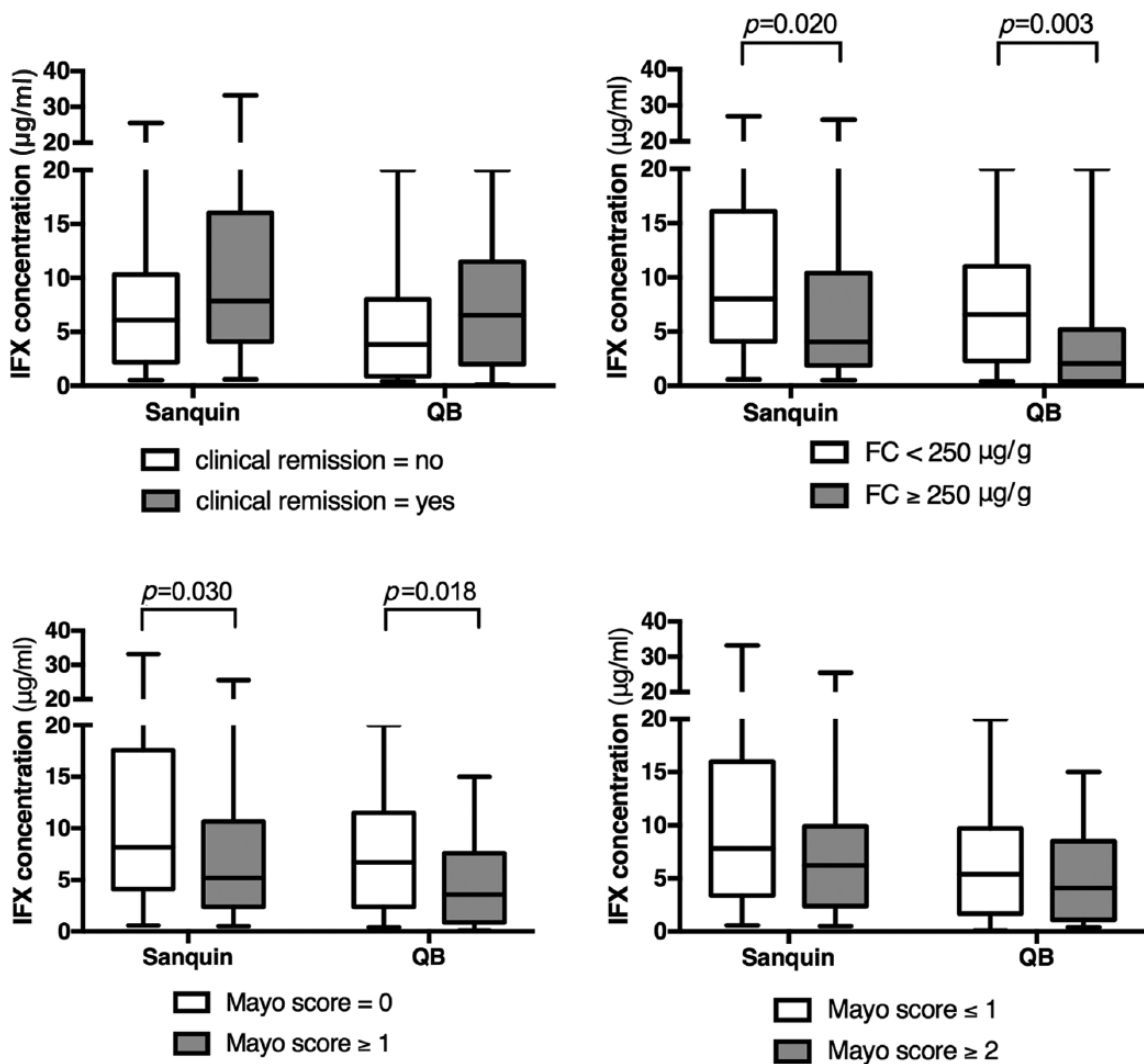 40
30
20
20
15
10
5
0
IFX concentration (µg/ml)
Sanquin QB
clinical remission = no
clinical remission = yes
p=0.020 p=0.003
40
30
20
20
15
10
5
0
IFX concentration (µg/ml)
Sanquin QB
FC < 250 µg/g
FC ≥ 250 µg/g
p=0.030 p=0.018
40
30
20
20
15
10
5
0
IFX concentration (µg/ml)
Sanquin QB
Mayo score = 0
Mayo score ≥ 1
40
30
20
20
15
10
5
0
IFX concentration (µg/ml)
Sanquin QB
Mayo score ≤ 1
Mayo score ≥ 2